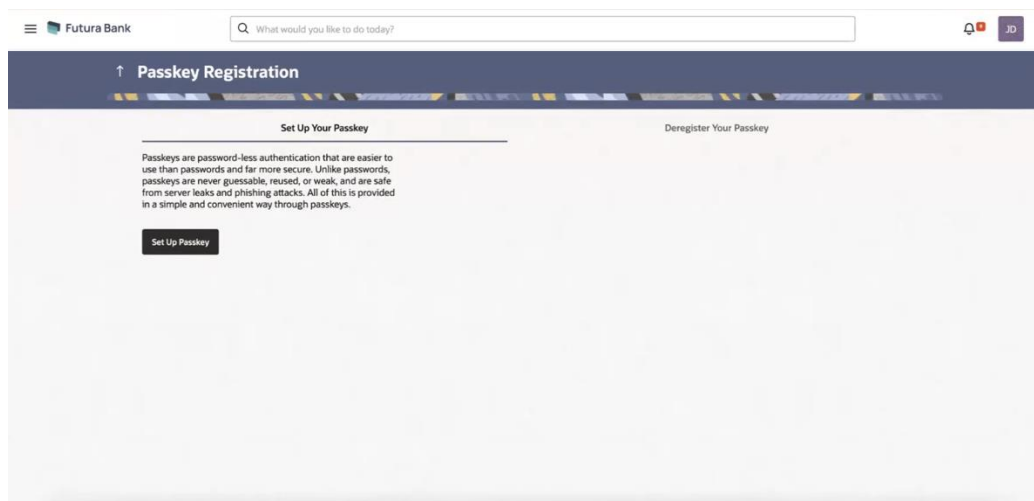 Futura Bank
What would you like to do today?
JD
Passkey Registration
Set Up Your Passkey
Deregister Your Passkey
Passkeys are password-less authentication that are easier to
use than passwords and far more secure. Unlike passwords,
passkeys are never guessable, reused, or weak, and are safe
from server leaks and phishing attacks. All of this is provided
in a simple and convenient way through passkeys.
Set Up Passkey